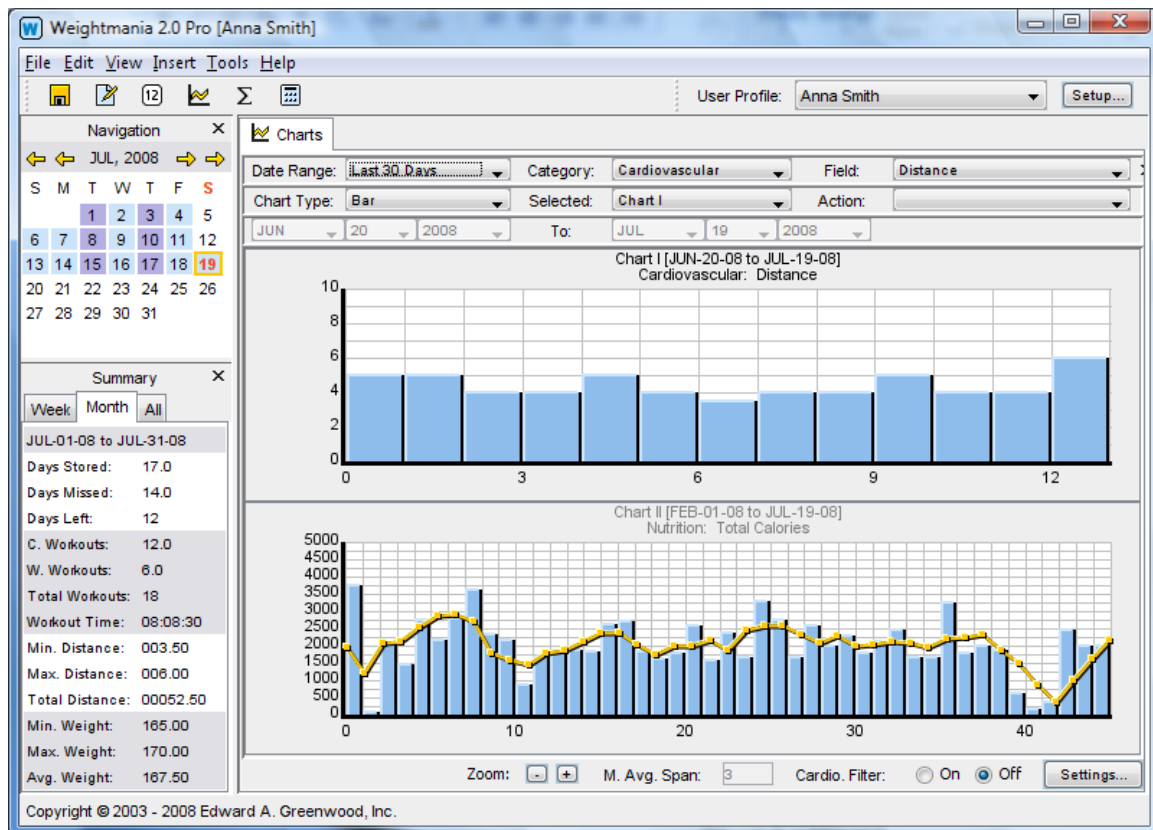 W Weightmania 2.0 Pro [Anna Smith]
File Edit View Insert Tools Help
12 Σ User Profile: Anna Smith Setup...
Navigation X
JUL, 2008
S M T W T F S
1 2 3 4 5
6 7 8 9 10 11 12
13 14 15 16 17 18 19
20 21 22 23 24 25 26
27 28 29 30 31
Summary X
Week Month All
JUL-01-08 to JUL-31-08
Days Stored: 17.0
Days Missed: 14.0
Days Left: 12
C. Workouts: 12.0
W. Workouts: 6.0
Total Workouts: 18
Workout Time: 08:08:30
Min. Distance: 003.50
Max. Distance: 006.00
Total Distance: 00052.50
Min. Weight: 165.00
Max. Weight: 170.00
Avg. Weight: 167.50
Charts
Date Range: Last 30 Days Category: Cardiovascular Field: Distance
Chart Type: Bar Selected: Chart I Action:
JUN 20 2008 To: JUL 19 2008
Chart I [JUN-20-08 to JUL-19-08]
Cardiovascular: Distance
10
8
6
4
2
0
0 3 6 9 12
Chart II [FEB-01-08 to JUL-19-08]
Nutrition: Total Calories
5000
4500
4000
3500
3000
2500
2000
1500
1000
500
0
0 10 20 30 40
Zoom: - + M. Avg. Span: 3 Cardio. Filter: On Off Settings...
Copyright © 2003 - 2008 Edward A. Greenwood, Inc.